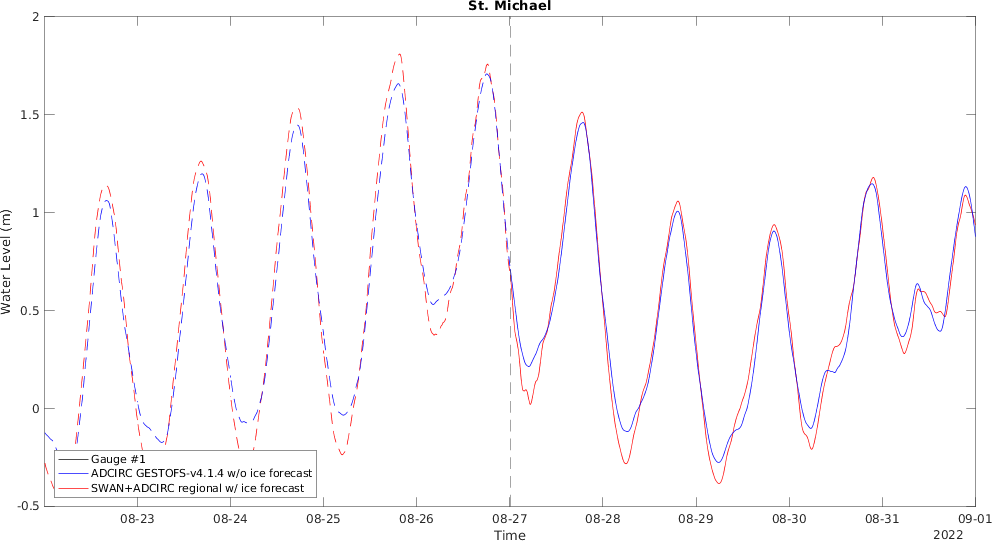 St. Michael
2
1.5
1
0.5
0
-0.5
Water Level (m)
Gauge #1
ADCIRC GESTOFS-v4.1.4 w/o ice forecast
SWAN+ADCIRC regional w/ ice forecast
08-23 08-24 08-25 08-26 08-27 08-28 08-29 08-30 08-31 09-01
Time
2022